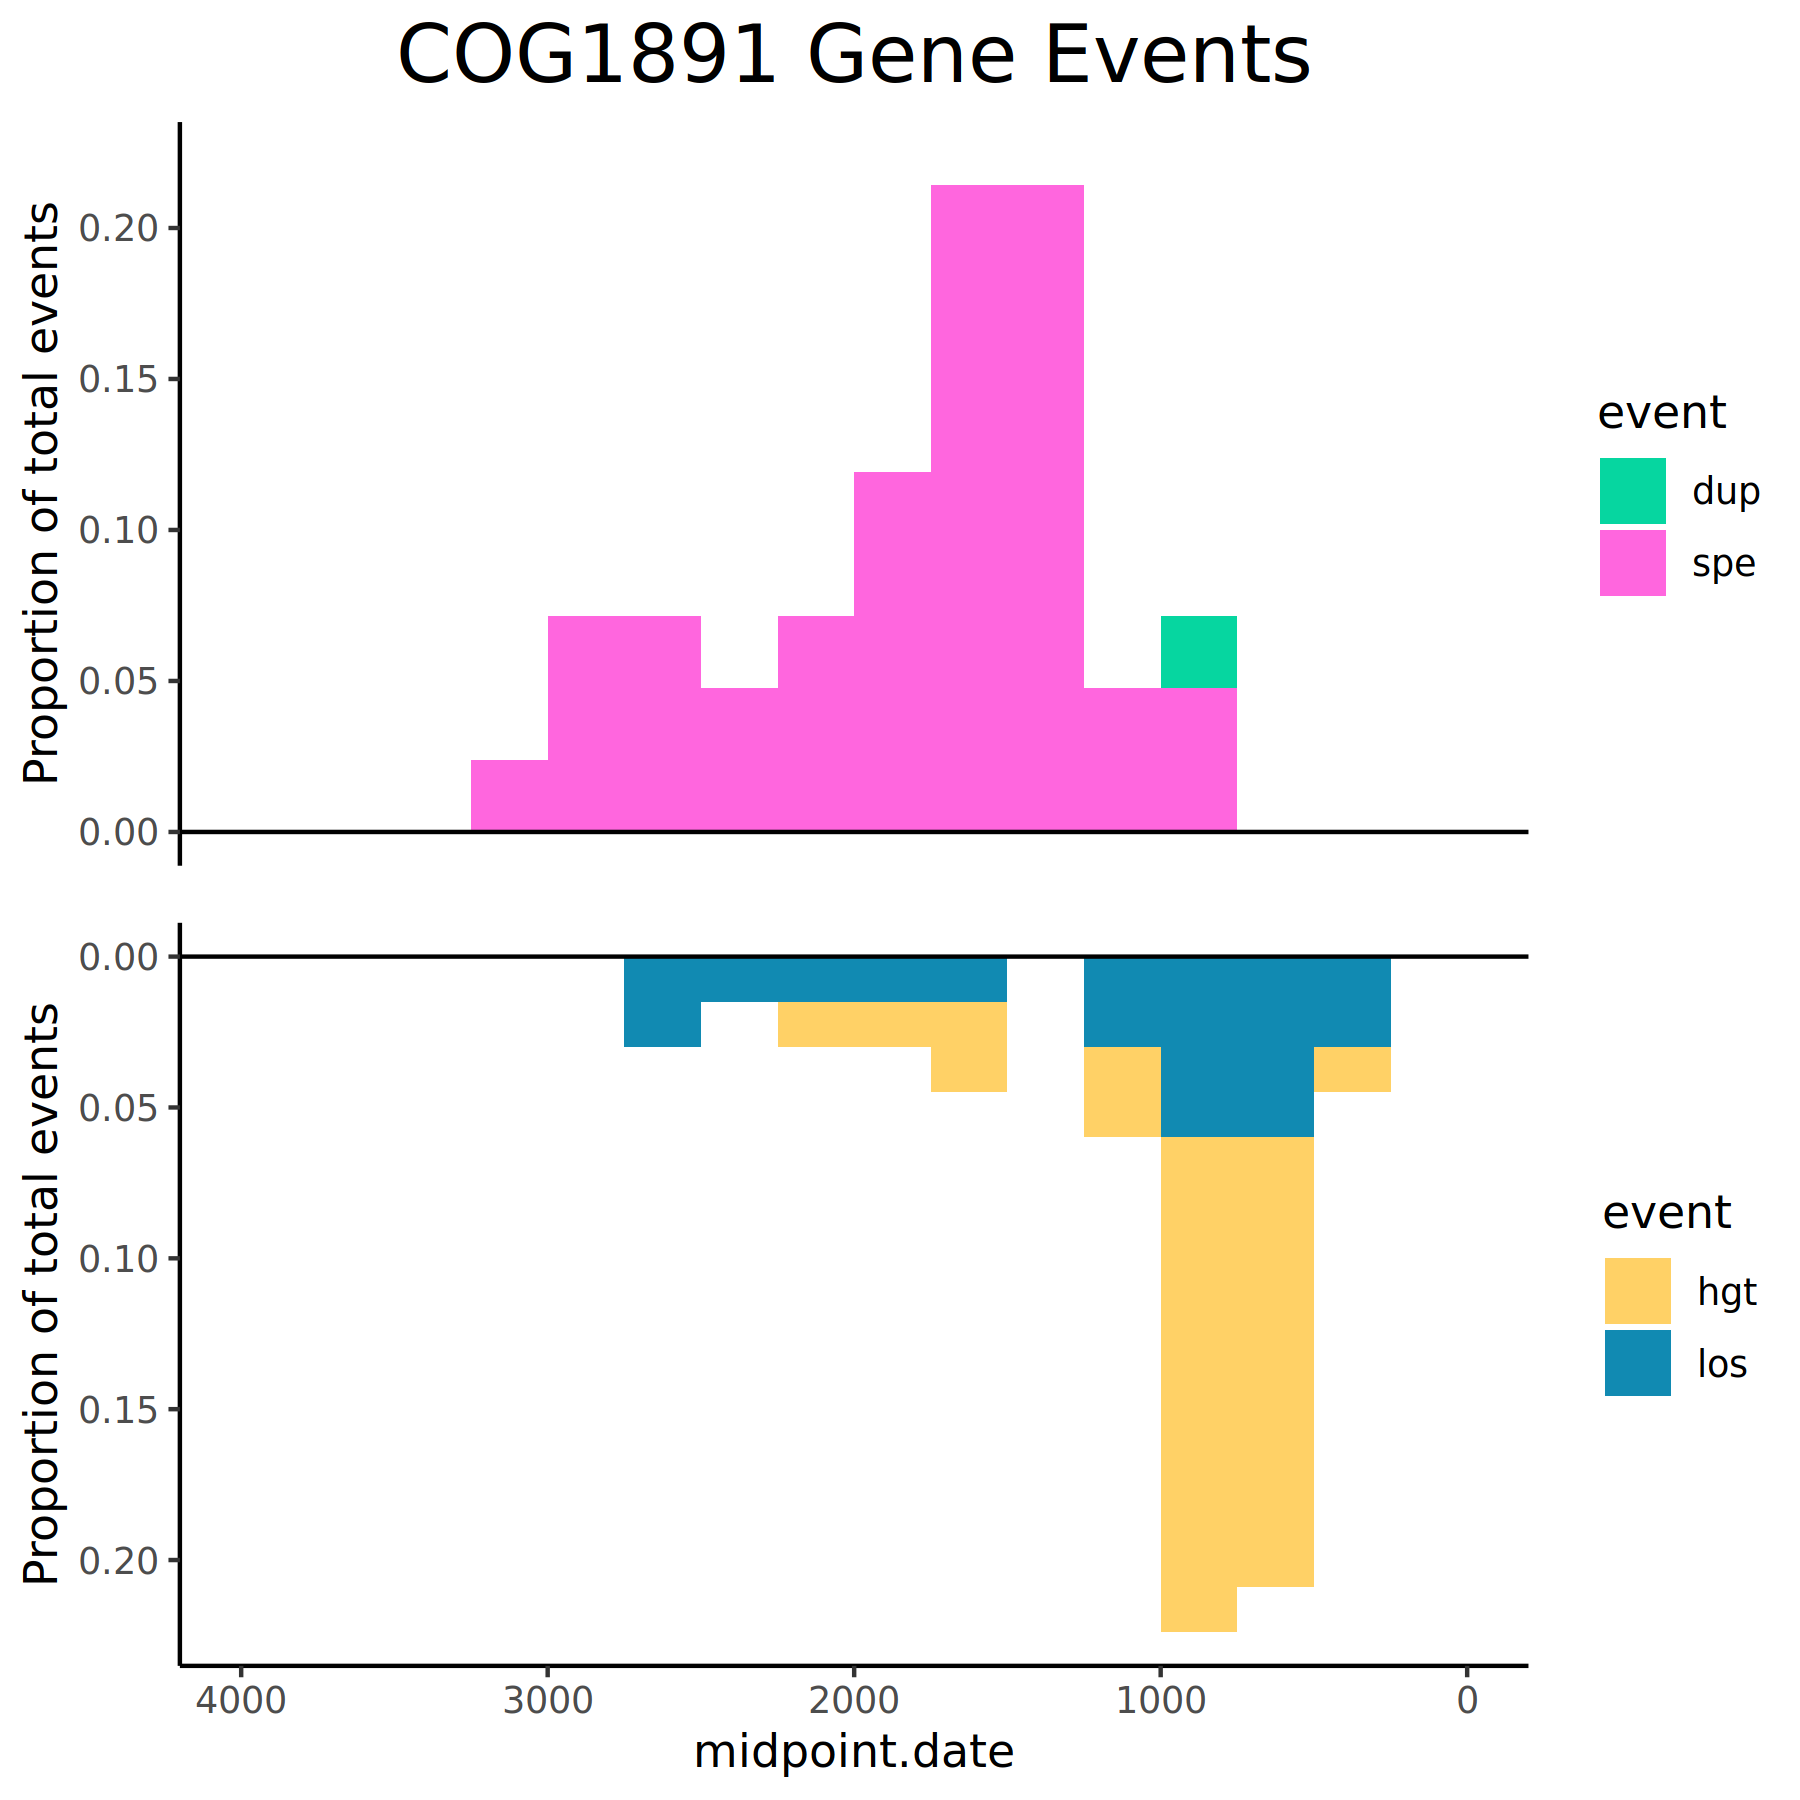 COG1891 Gene Events
Proportion of total events
0.20
0.15
0.10
0.05
0.00
event
dup
spe
Proportion of total events
0.00
0.05
0.10
0.15
0.20
event
hgt
los
4000 3000 2000 1000 0
midpoint.date